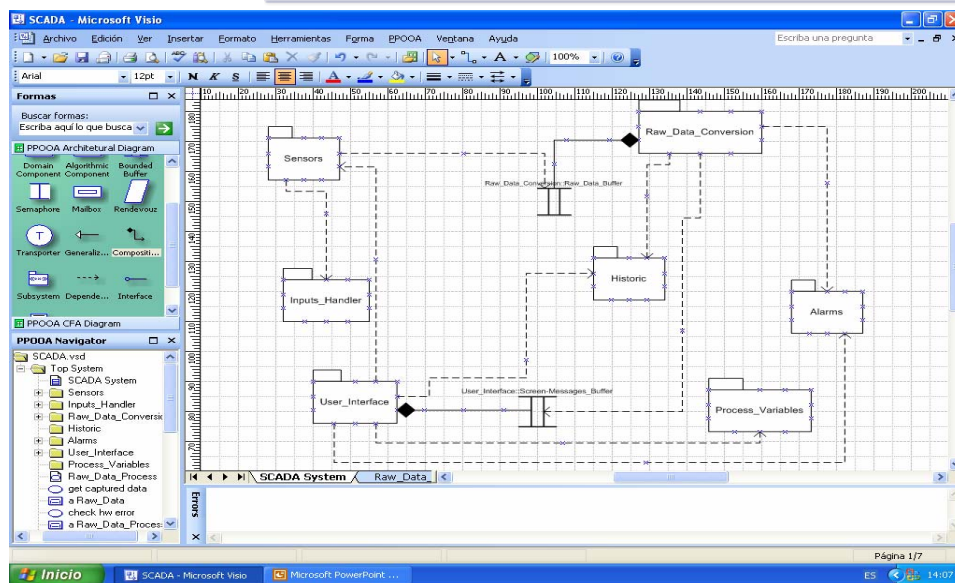 SCADA - Microsoft Visio
Archivo Edición Ver Insertar Formato Herramientas Forma PPOOA Ventana Ayuda
Escriba una pregunta
100%
Arial 12pt N K S
Formas
Buscar formas:
Escriba aquí lo que busca
PPOOA Architetural Diagram
Domain Component Algorithmic Component Bounded Buffer
Semaphore Mailbox Rendevouz
Transporter Generaliz... Compositi...
Subsystem Depende... Interface
PPOOA CFA Diagram
PPOOA Navigator
SCADA.vsd
Top System
SCADA System
Sensors
Inputs_Handler
Raw_Data_Conversic
Historic
Alarms
User_Interface
Process_Variables
Raw_Data_Process
get captured data
a Raw_Data
check hw error
a Raw_Data_Proces
Raw_Data_Conversion
Sensors
Raw_Data_Conversion::Raw_Data_Buffer
Historic
Inputs_Handler
Alarms
User_Interface::Screen-Messages_Buffer
User_Interface
Process_Variables
SCADA System Raw_Data_
Errors
Página 1/7
Inicio SCADA - Microsoft Visio Microsoft PowerPoint ... ES 14:07